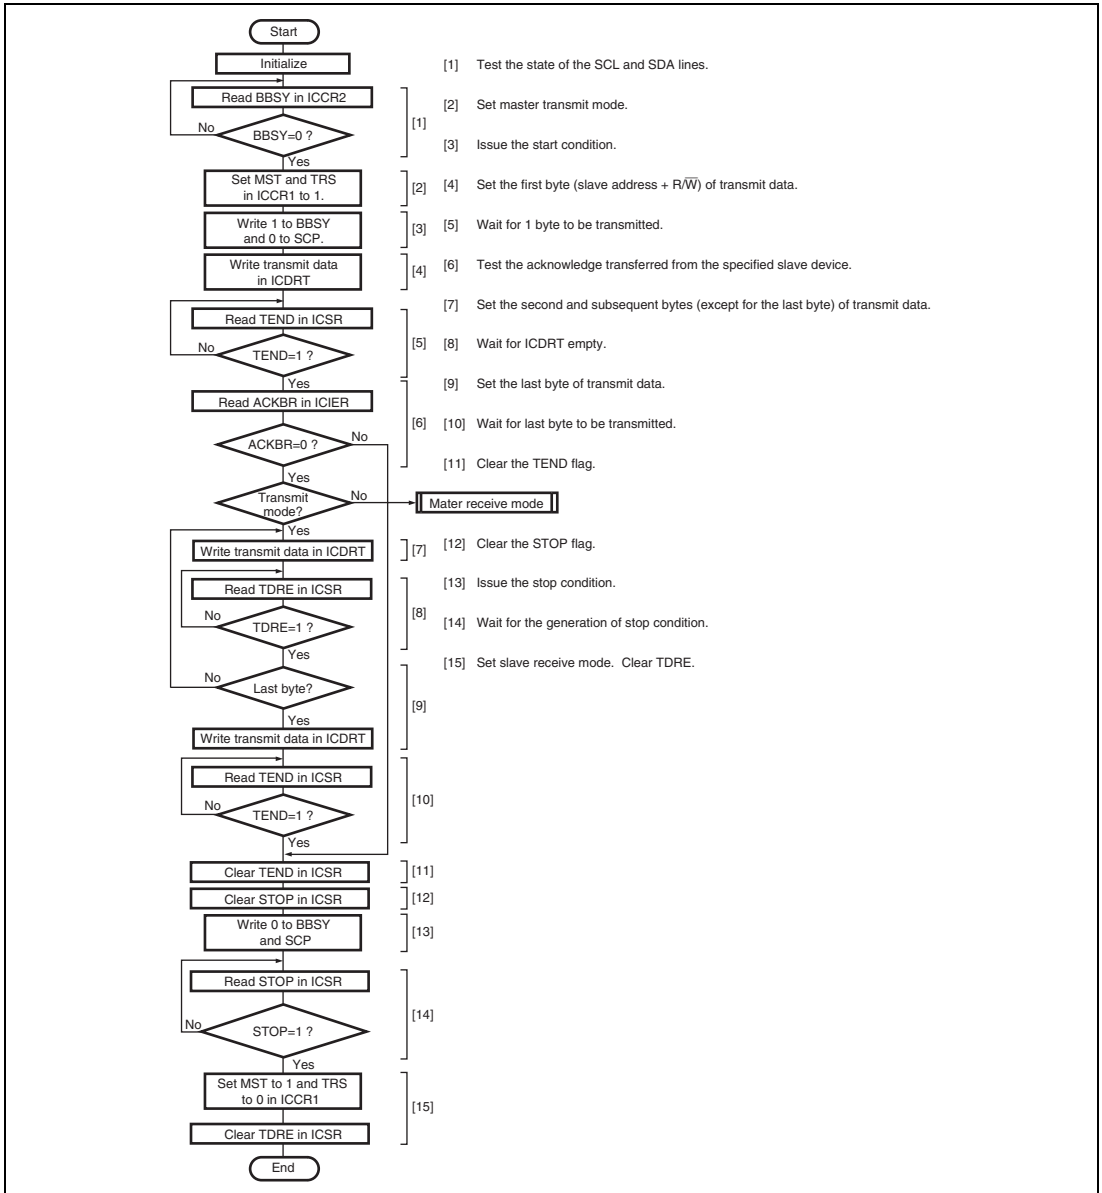 Start
Initialize
Read BBSY in ICCR2
BBSY=0 ?
No
Yes
[1]
Set MST and TRS
in ICCR1 to 1.
[2]
Write 1 to BBSY
and 0 to SCP.
[3]
Write transmit data
in ICDRT
[4]
Read TEND in ICSR
TEND=1 ?
No
Yes
[5]
Read ACKBR in ICIER
ACKBR=0 ?
No
Yes
[6]
Transmit
mode?
No
Mater receive mode
Yes
Write transmit data in ICDRT
[7]
Read TDRE in ICSR
TDRE=1 ?
No
Yes
[8]
Last byte?
No
Yes
Write transmit data in ICDRT
[9]
Read TEND in ICSR
TEND=1 ?
No
Yes
[10]
Clear TEND in ICSR
[11]
Clear STOP in ICSR
[12]
Write 0 to BBSY
and SCP
[13]
Read STOP in ICSR
STOP=1 ?
No
Yes
[14]
Set MST to 1 and TRS
to 0 in ICCR1
Clear TDRE in ICSR
[15]
End
[1] Test the state of the SCL and SDA lines.
[2] Set master transmit mode.
[3] Issue the start condition.
[4] Set the first byte (slave address + R/W̅) of transmit data.
[5] Wait for 1 byte to be transmitted.
[6] Test the acknowledge transferred from the specified slave device.
[7] Set the second and subsequent bytes (except for the last byte) of transmit data.
[8] Wait for ICDRT empty.
[9] Set the last byte of transmit data.
[10] Wait for last byte to be transmitted.
[11] Clear the TEND flag.
[12] Clear the STOP flag.
[13] Issue the stop condition.
[14] Wait for the generation of stop condition.
[15] Set slave receive mode. Clear TDRE.